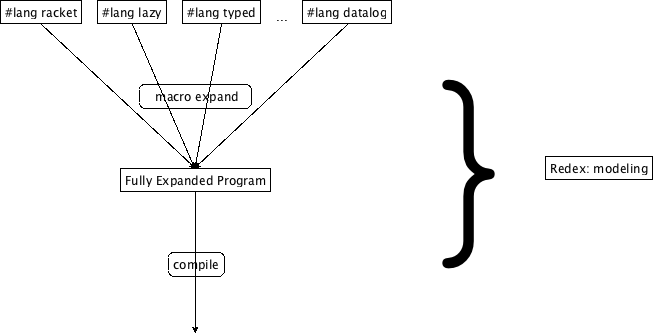 #lang racket
#lang lazy
#lang typed
...
#lang datalog
macro expand
Fully Expanded Program
Redex: modeling
compile